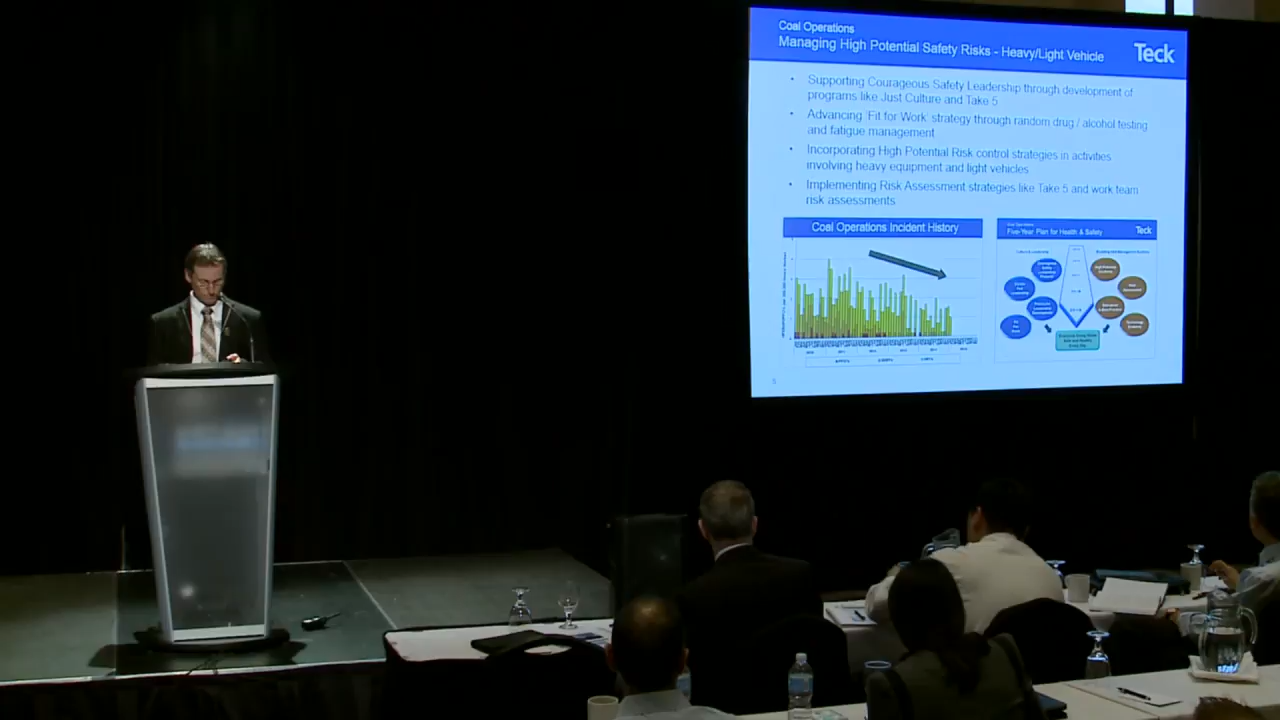 Coal Operations
Managing High Potential Safety Risks - Heavy/Light Vehicle
Teck
• Supporting Courageous Safety Leadership through development of
programs like Just Culture and Take 5
• Advancing 'Fit for Work' strategy through random drug / alcohol testing
and fatigue management
• Incorporating High Potential Risk control strategies in activities
involving heavy equipment and light vehicles
• Implementing Risk Assessment strategies like Take 5 and work team
risk assessments
Coal Operations Incident History
Five-Year Plan for Health & Safety
Teck